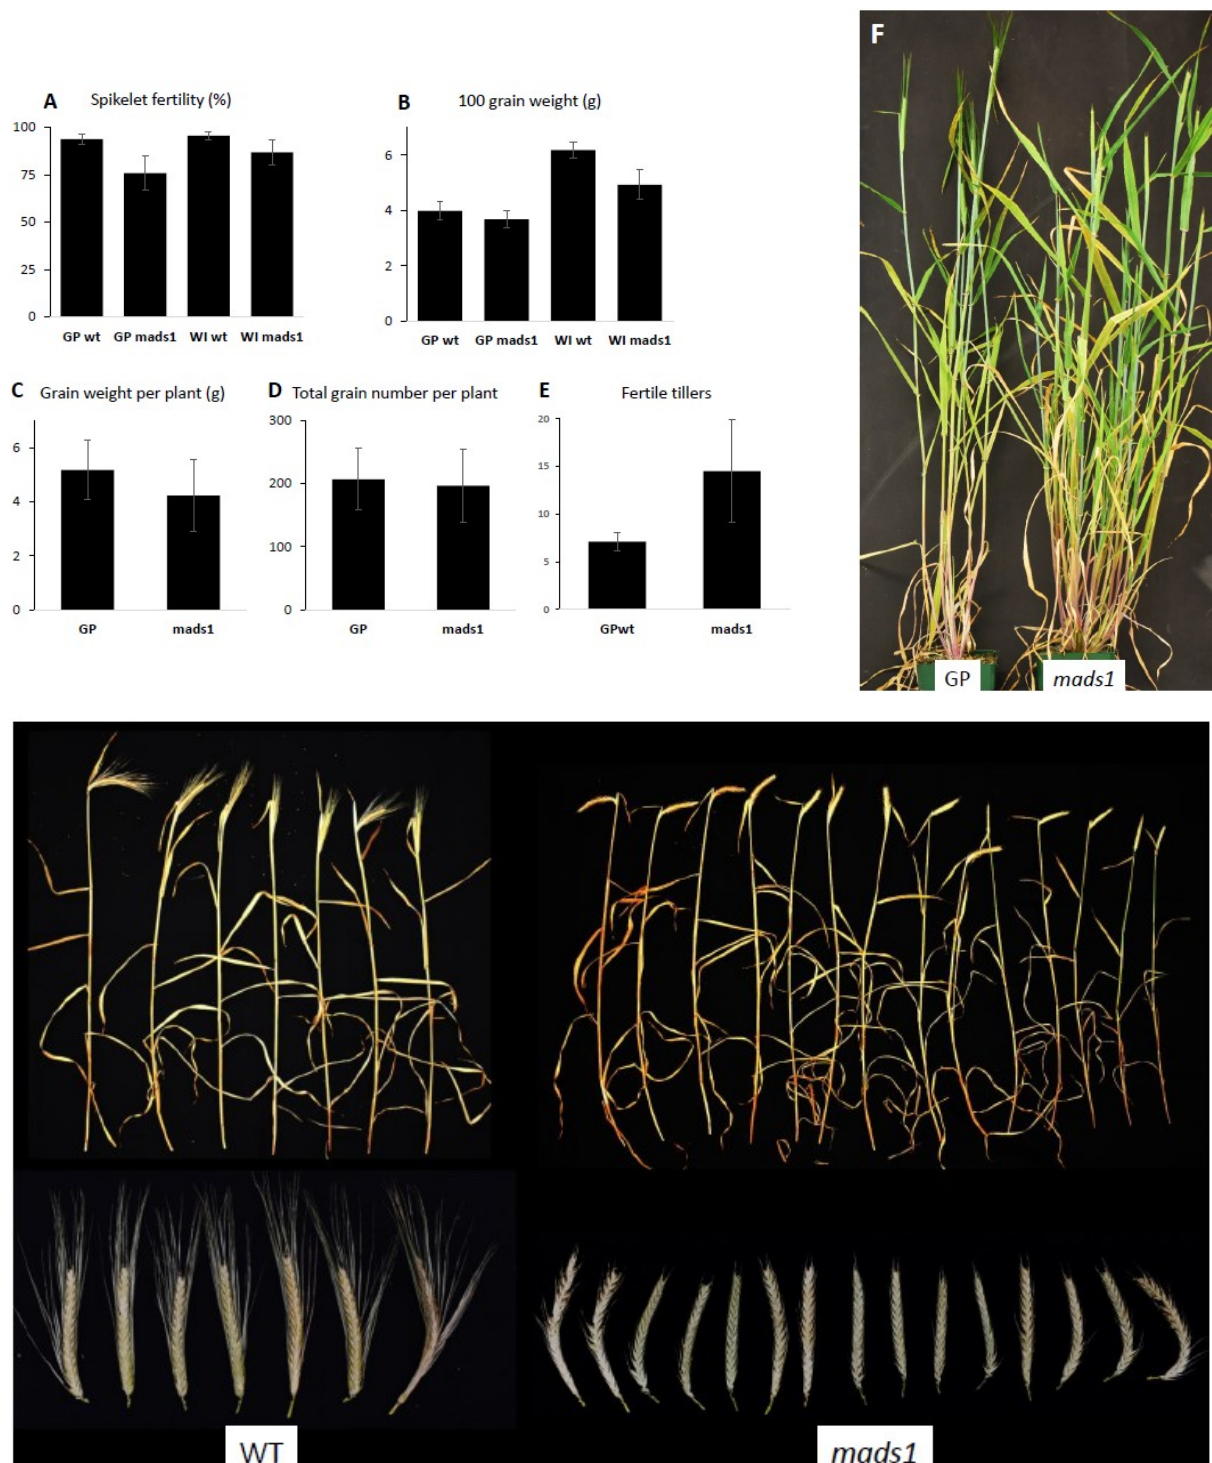 A Spikelet fertility (%)
100
75
50
25
0
GP wt GP mads1 WI wt WI mads1
B 100 grain weight (g)
6
4
2
0
GP wt GP mads1 WI wt WI mads1
C Grain weight per plant (g)
6
4
2
0
GP mads1
D Total grain number per plant
300
200
100
0
GP mads1
E Fertile tillers
20
15
10
5
0
GPwt mads1
F
GP mads1
WT mads1